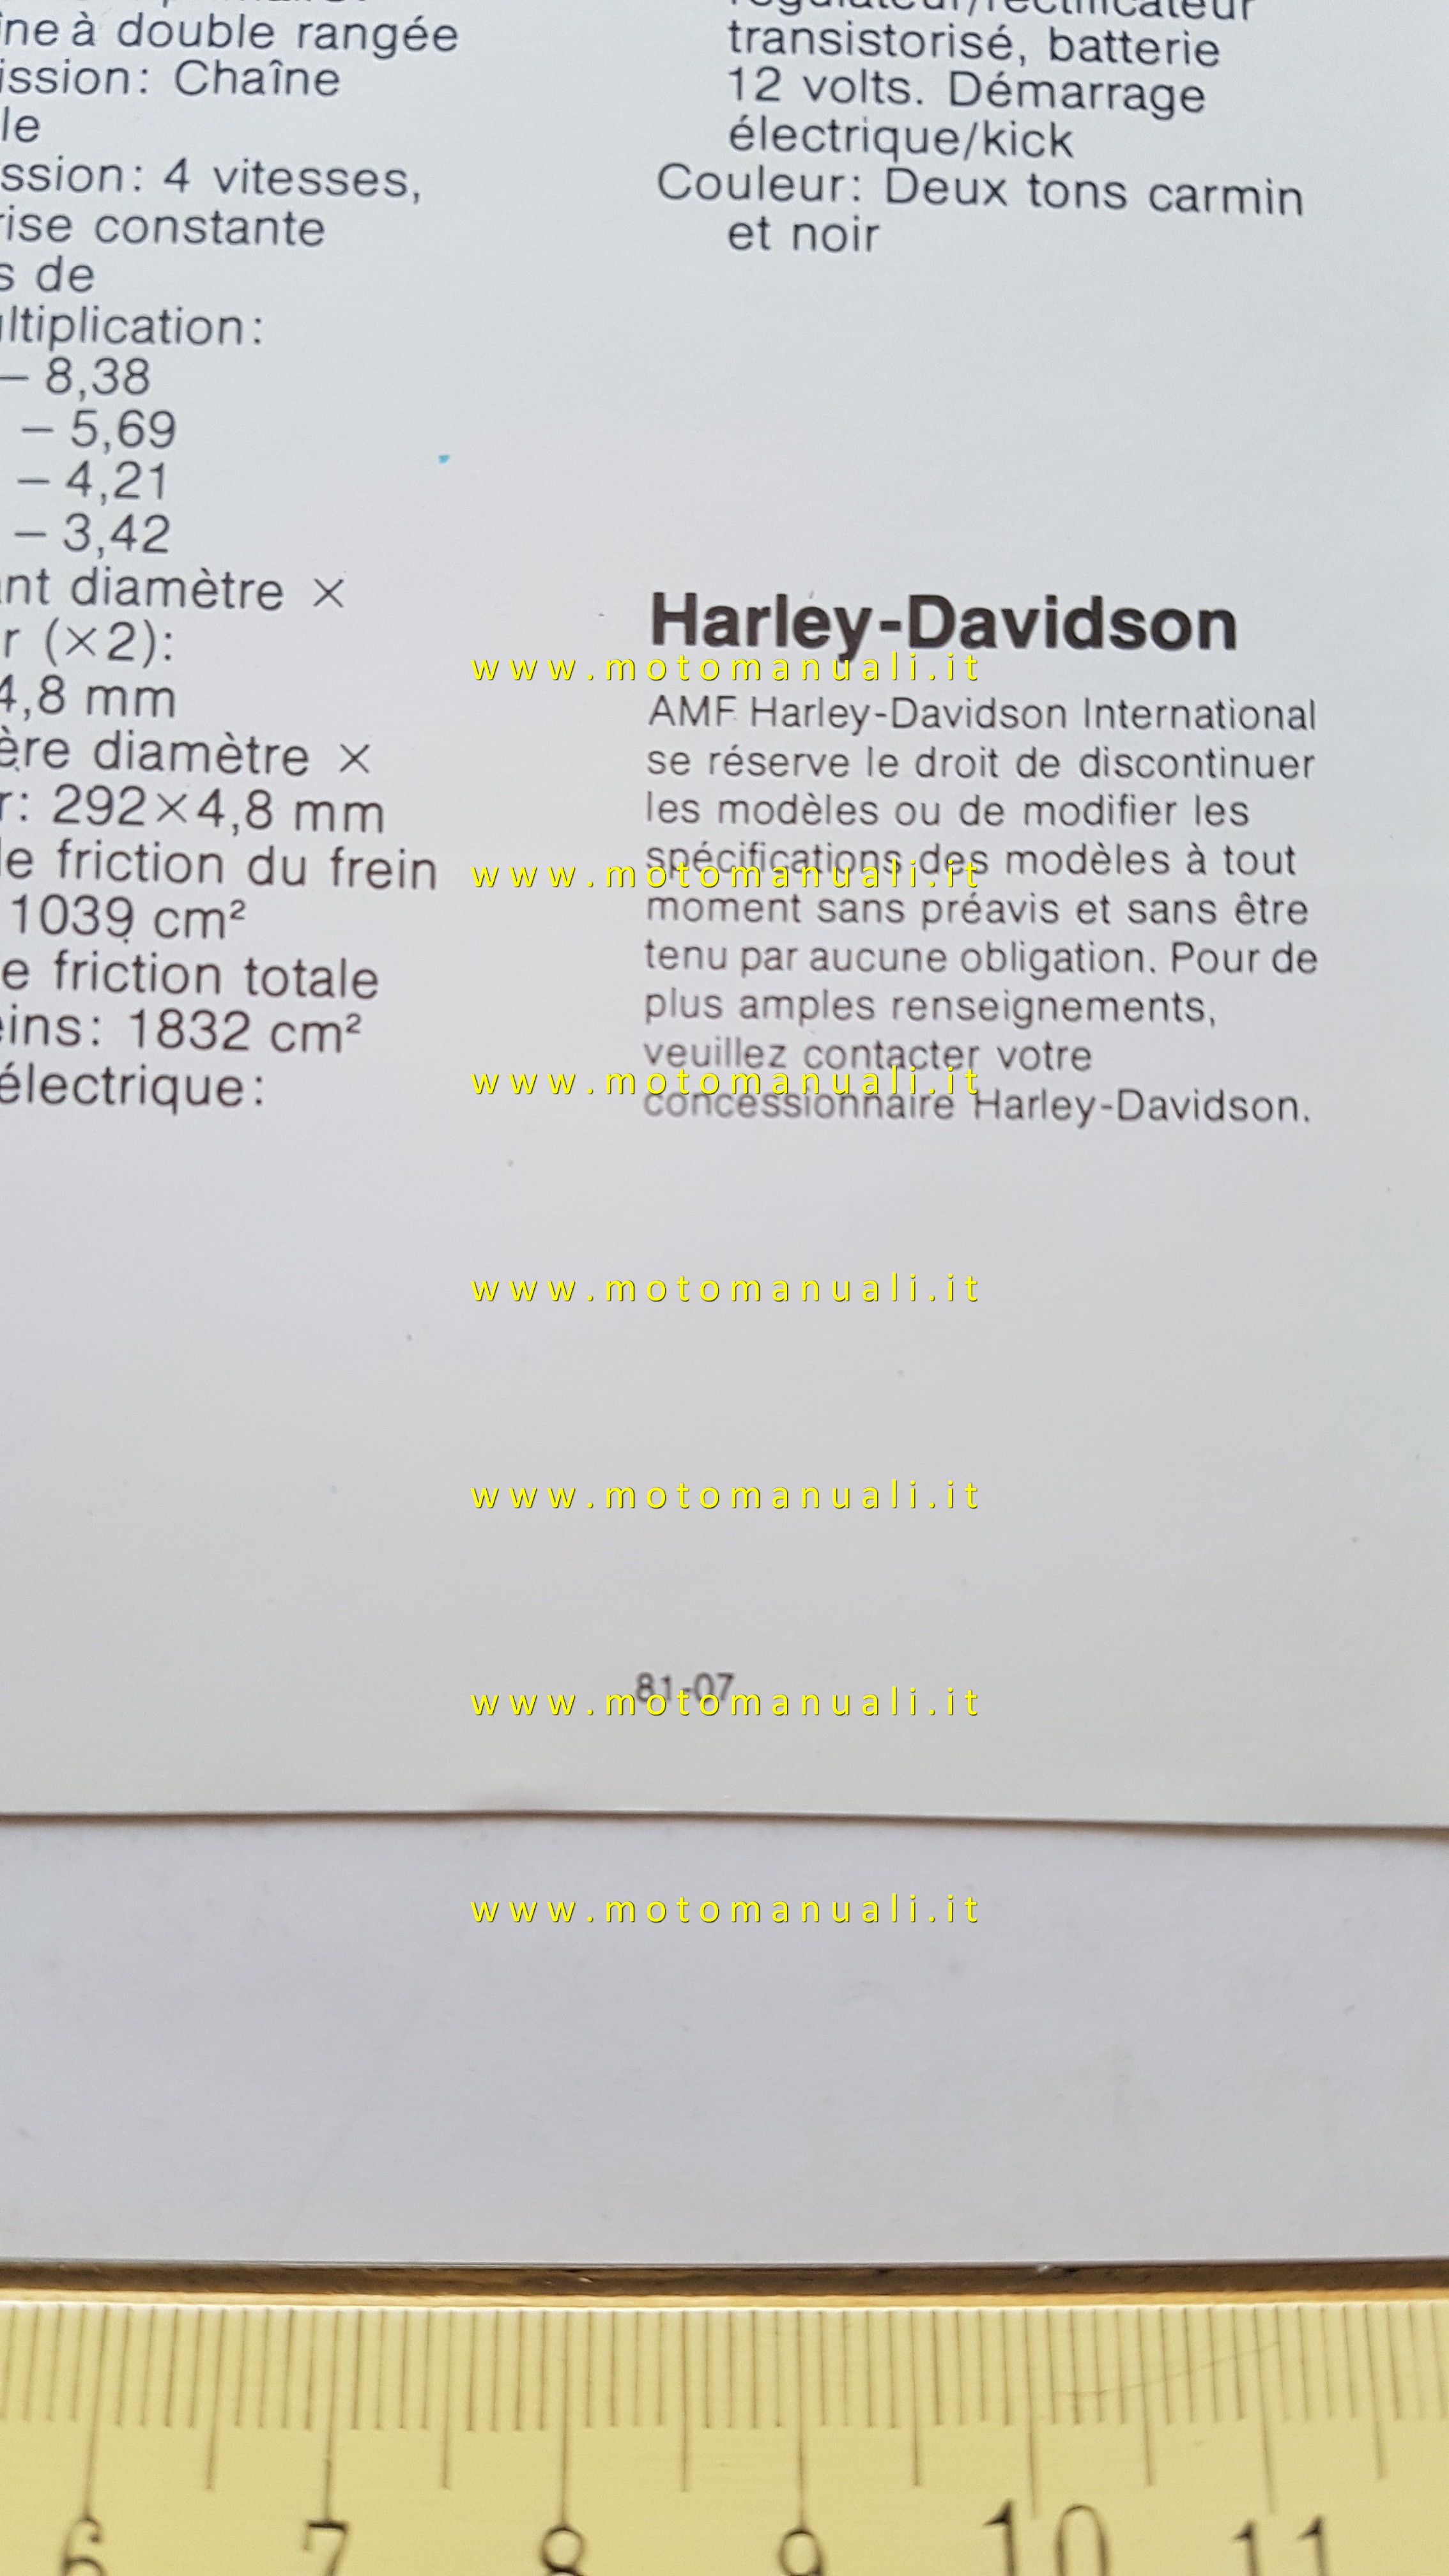 ne à double rangée
ission: Chaîne
le
ssion: 4 vitesses,
rise constante
s de
ltiplication:
– 8,38
– 5,69
– 4,21
– 3,42
nt diamètre ×
r (×2):
4,8 mm
ère diamètre ×
r: 292×4,8 mm
e friction du frein
1039 cm²
e friction totale
eins: 1832 cm²
électrique:
régulateur/rectificateur
transistorisé, batterie
12 volts. Démarrage
électrique/kick
Couleur: Deux tons carmin
et noir
Harley-Davidson
AMF Harley-Davidson International
se réserve le droit de discontinuer
les modèles ou de modifier les
spécifications des modèles à tout
moment sans préavis et sans être
tenu par aucune obligation. Pour de
plus amples renseignements,
veuillez contacter votre
concessionnaire Harley-Davidson.
81-07
www.motomanuali.it
www.motomanuali.it
www.motomanuali.it
www.motomanuali.it
www.motomanuali.it
www.motomanuali.it
www.motomanuali.it
6 7 8 9 10 11